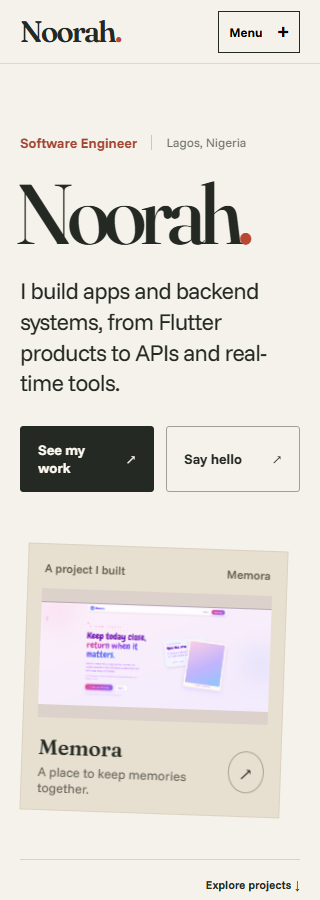 Noorah.
Menu +
Software Engineer
Lagos, Nigeria
Noorah.
I build apps and backend
systems, from Flutter
products to APIs and real-
time tools.
See my
work ↗
Say hello ↗
A project I built
Memora
Keep today close,
return when it
matters.
Memora
A place to keep memories
together.
↗
Explore projects ↓